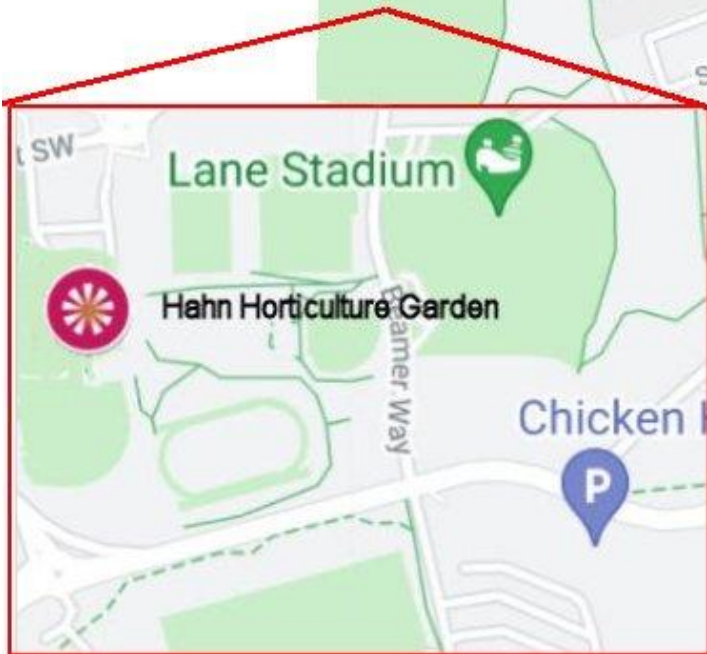 t SW
Lane Stadium
Hahn Horticulture Garden
Beamer Way
Chicken H
P
S